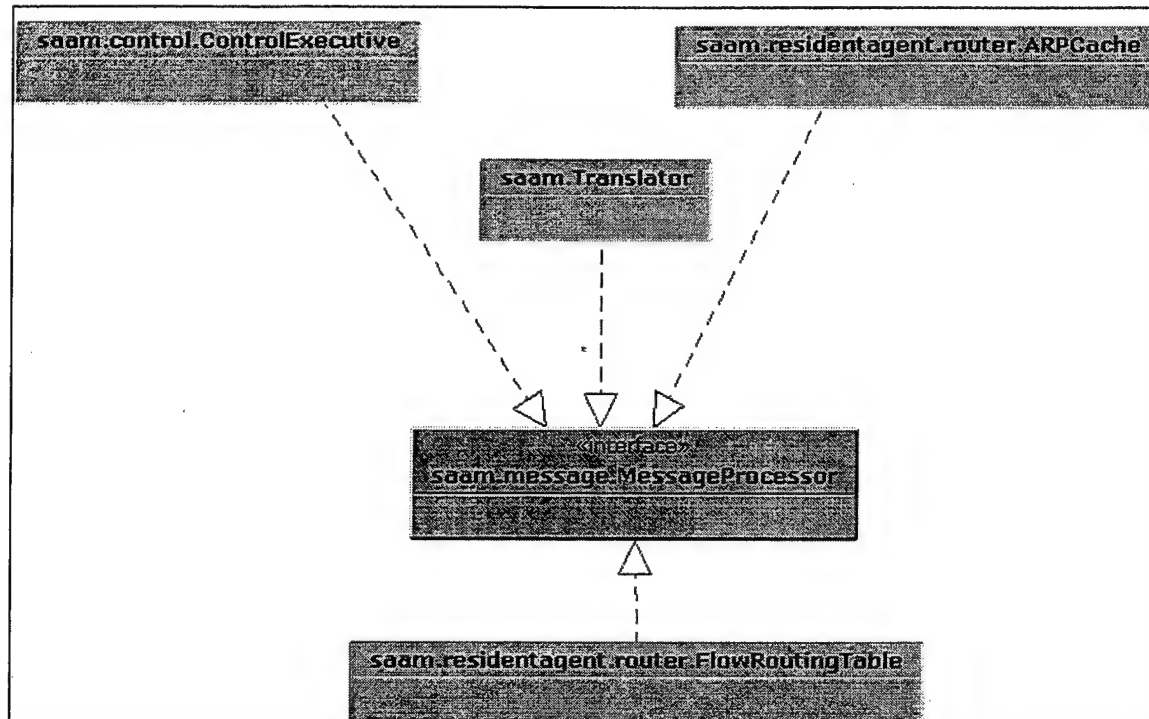 saam.control.ControlExecutive
saam.residentagent.router.ARPCache
saam.Translator
«interface»
saam.message.MessageProcessor
saam.residentagent.router.FlowRoutingTable